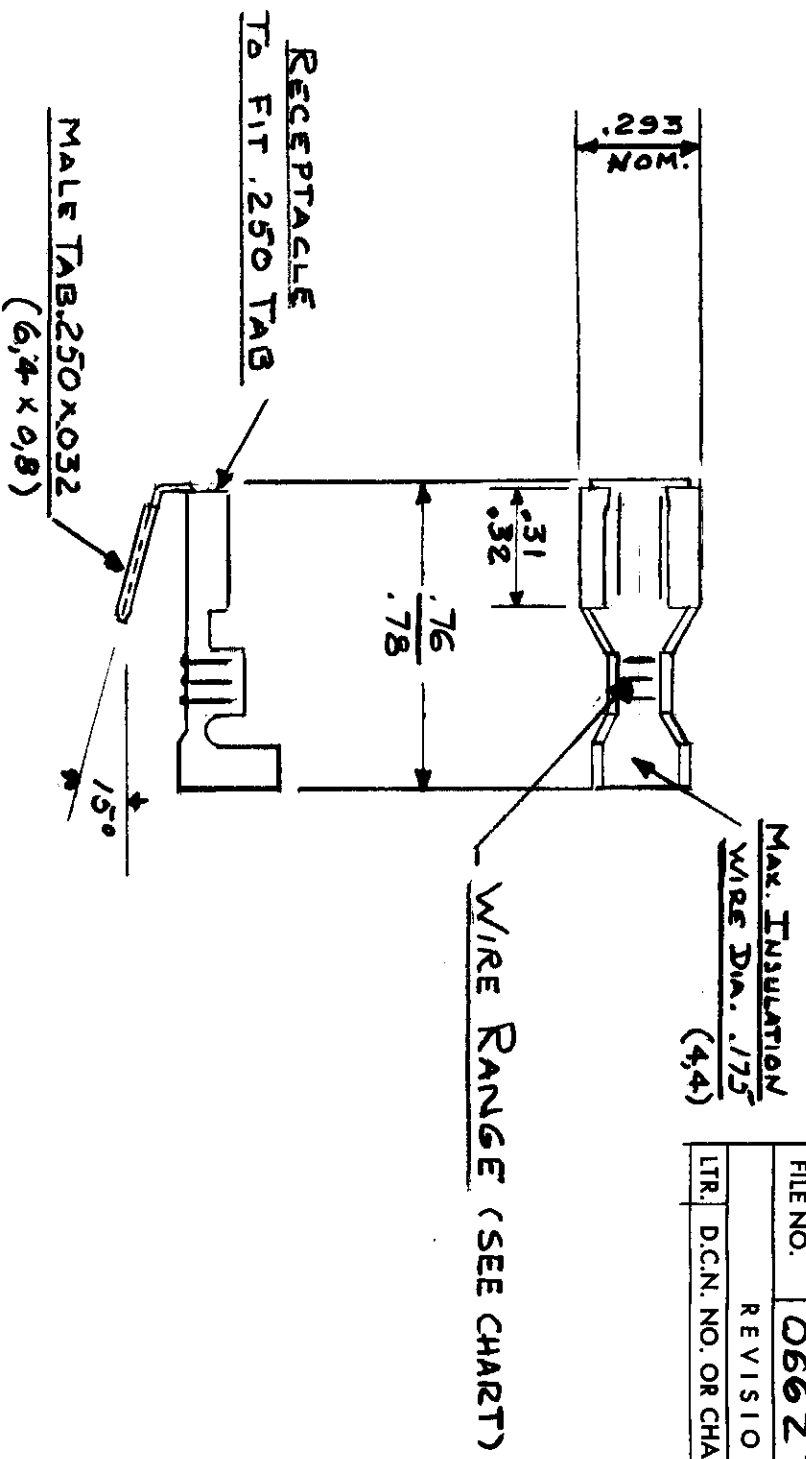 FILE NO.
REVISIO
LTR. D.C.N. NO. OR CHA
MAX. INSULATION
WIRE DIA. .175
(4,4)
.293
NOM.
WIRE RANGE (SEE CHART)
.31
.32
.76
.78
RECEPTACLE
TO FIT .250 TAB
15°
MALE TAB .250 x .032
(6,4 x 0,8)